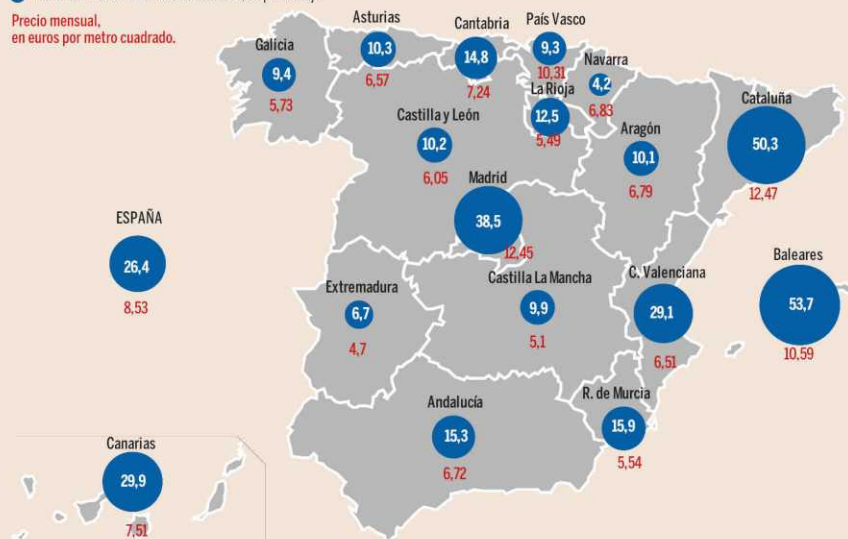 Precio mensual,
en euros por metro cuadrado.
Asturias
10,3
6,57
Cantabria
14,8
7,24
País Vasco
9,3
10,31
Navarra
4,2
6,83
Galicia
9,4
5,73
La Rioja
12,5
5,49
Cataluña
50,3
12,47
Castilla y León
10,2
6,05
Aragón
10,1
6,79
Madrid
38,5
12,45
ESPAÑA
26,4
8,53
Extremadura
6,7
4,7
Castilla La Mancha
9,9
5,1
C. Valenciana
29,1
6,51
Baleares
53,7
10,59
Andalucía
15,3
6,72
R. de Murcia
15,9
5,54
Canarias
29,9
7,51